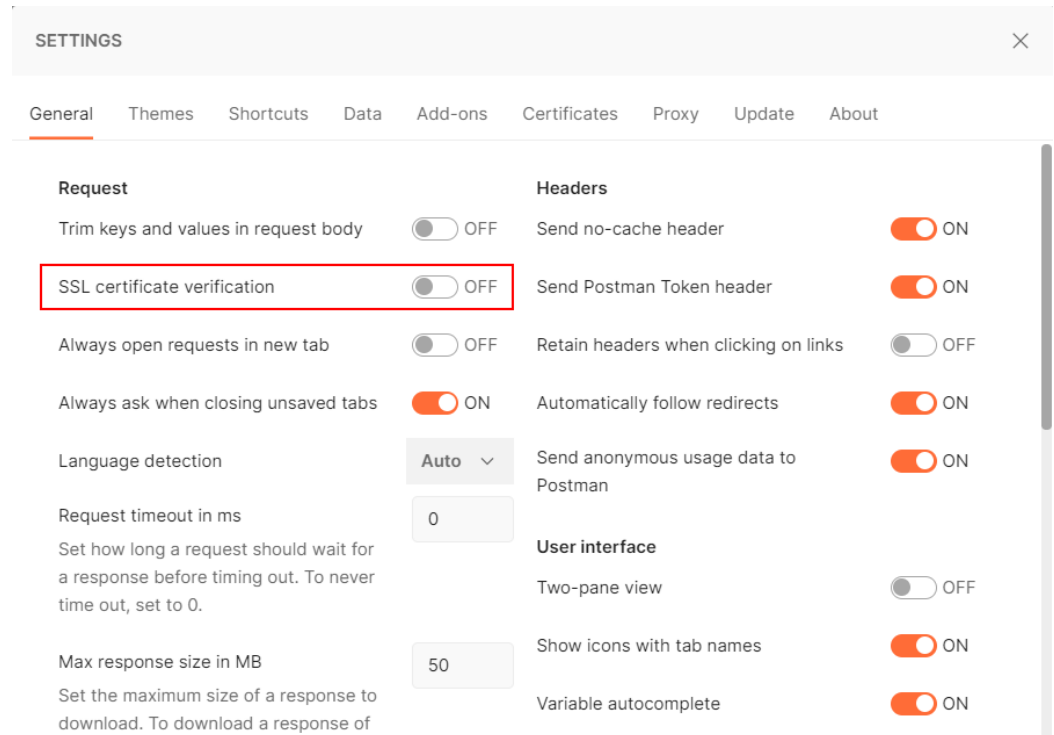 SETTINGS
General Themes Shortcuts Data Add-ons Certificates Proxy Update About
Request
Trim keys and values in request body OFF
SSL certificate verification OFF
Always open requests in new tab OFF
Always ask when closing unsaved tabs ON
Language detection Auto
Request timeout in ms 0
Set how long a request should wait for
a response before timing out. To never
time out, set to 0.
Max response size in MB 50
Set the maximum size of a response to
download. To download a response of
Headers
Send no-cache header ON
Send Postman Token header ON
Retain headers when clicking on links OFF
Automatically follow redirects ON
Send anonymous usage data to ON
Postman
User interface
Two-pane view OFF
Show icons with tab names ON
Variable autocomplete ON